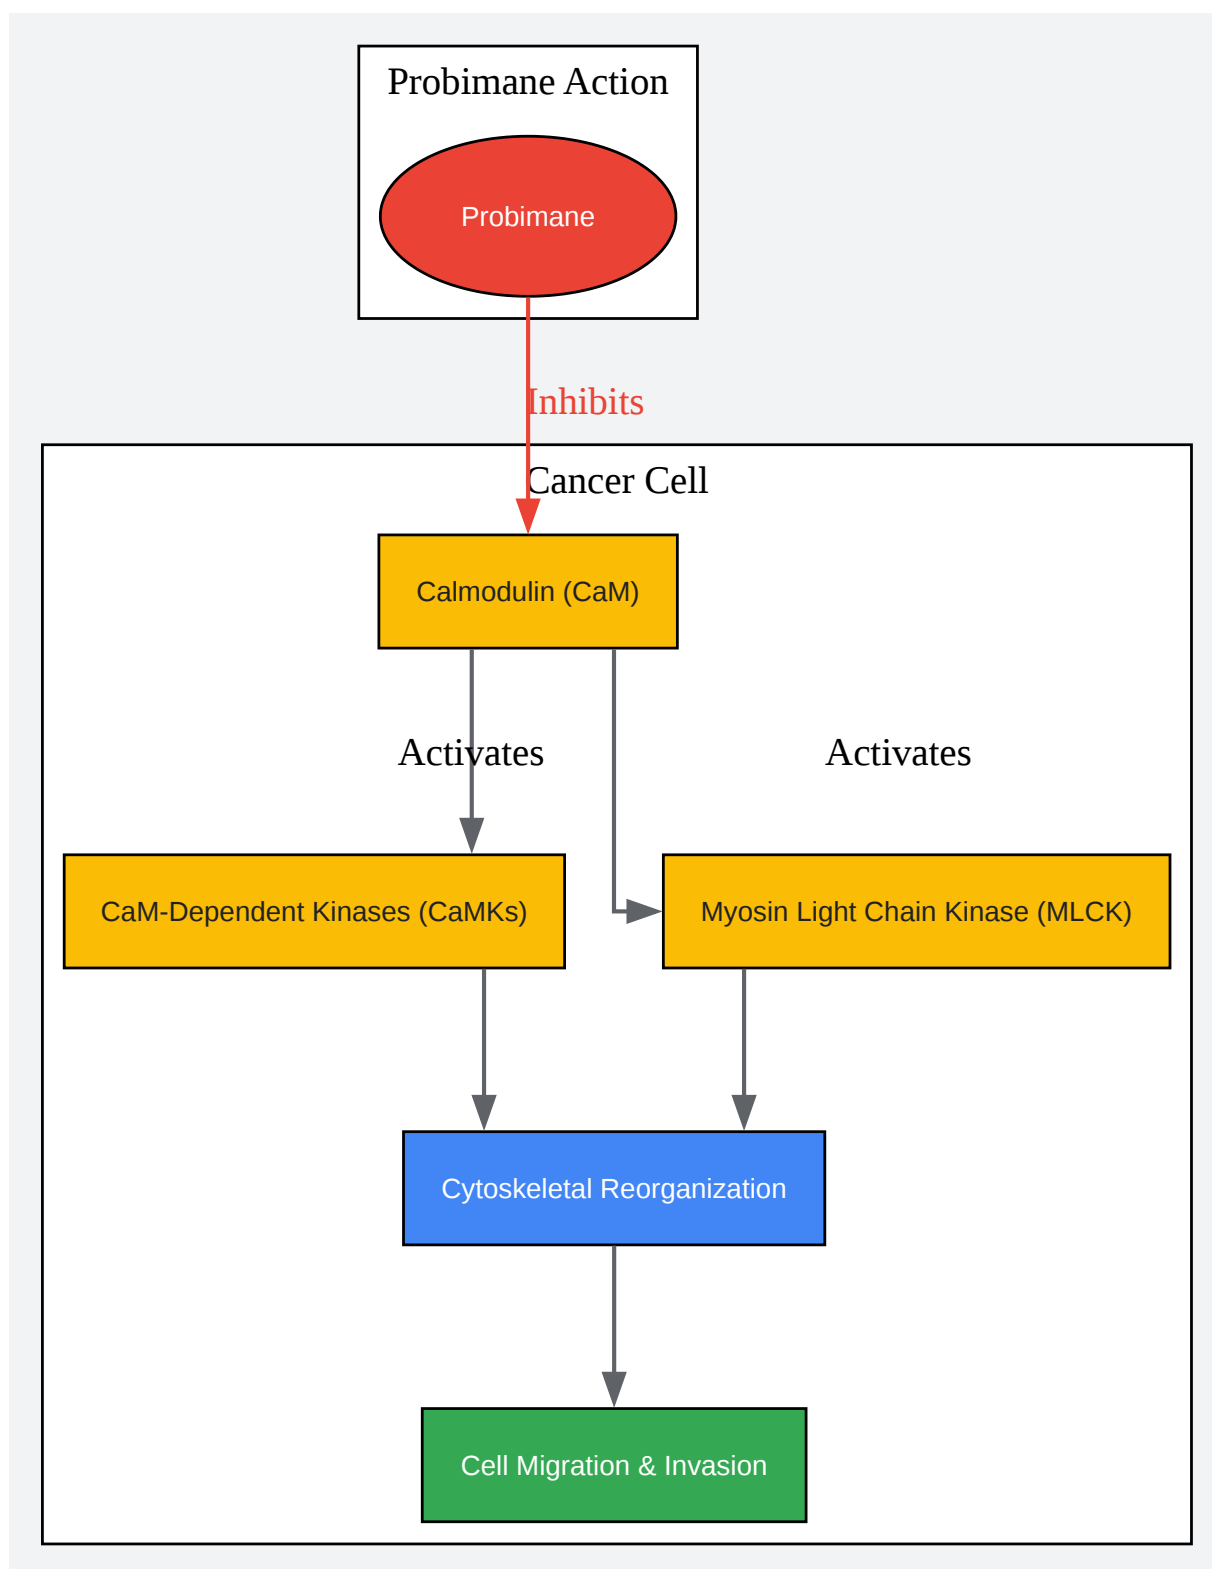 Probimane Action
Probimane
Inhibits
Cancer Cell
Calmodulin (CaM)
Activates
Activates
CaM-Dependent Kinases (CaMKs)
Myosin Light Chain Kinase (MLCK)
Cytoskeletal Reorganization
Cell Migration & Invasion